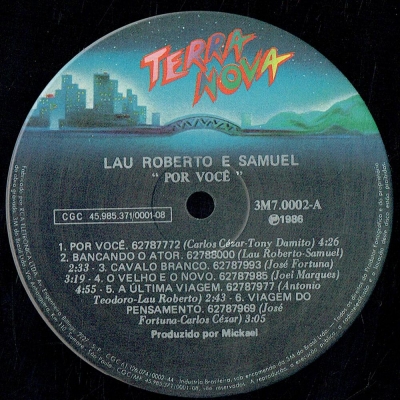 TERRA
NOVA
LAU ROBERTO E SAMUEL
" POR VOCÊ "
CGC 45.985.371/0001-08
3M7.0002-A
℗ 1986
1. POR VOCÊ. 62787772 (Carlos Cézar-Tony Damito) 4:26
2. BANCANDO O ATOR. 62788000 (Lau Roberto-Samuel)
2:33 - 3. CAVALO BRANCO. 62787993 (José Fortuna)
3:19 - 4. O VELHO E O NOVO. 62787985 (Joel Marques)
4:55 - 5. A ÚLTIMA VIAGEM. 62787977 (Antonio
Teodoro-Lau Roberto) 2:43 - 6. VIAGEM DO
PENSAMENTO. 62787969 (José
Fortuna-Carlos Cézar) 3:05
Produzido por Mickael